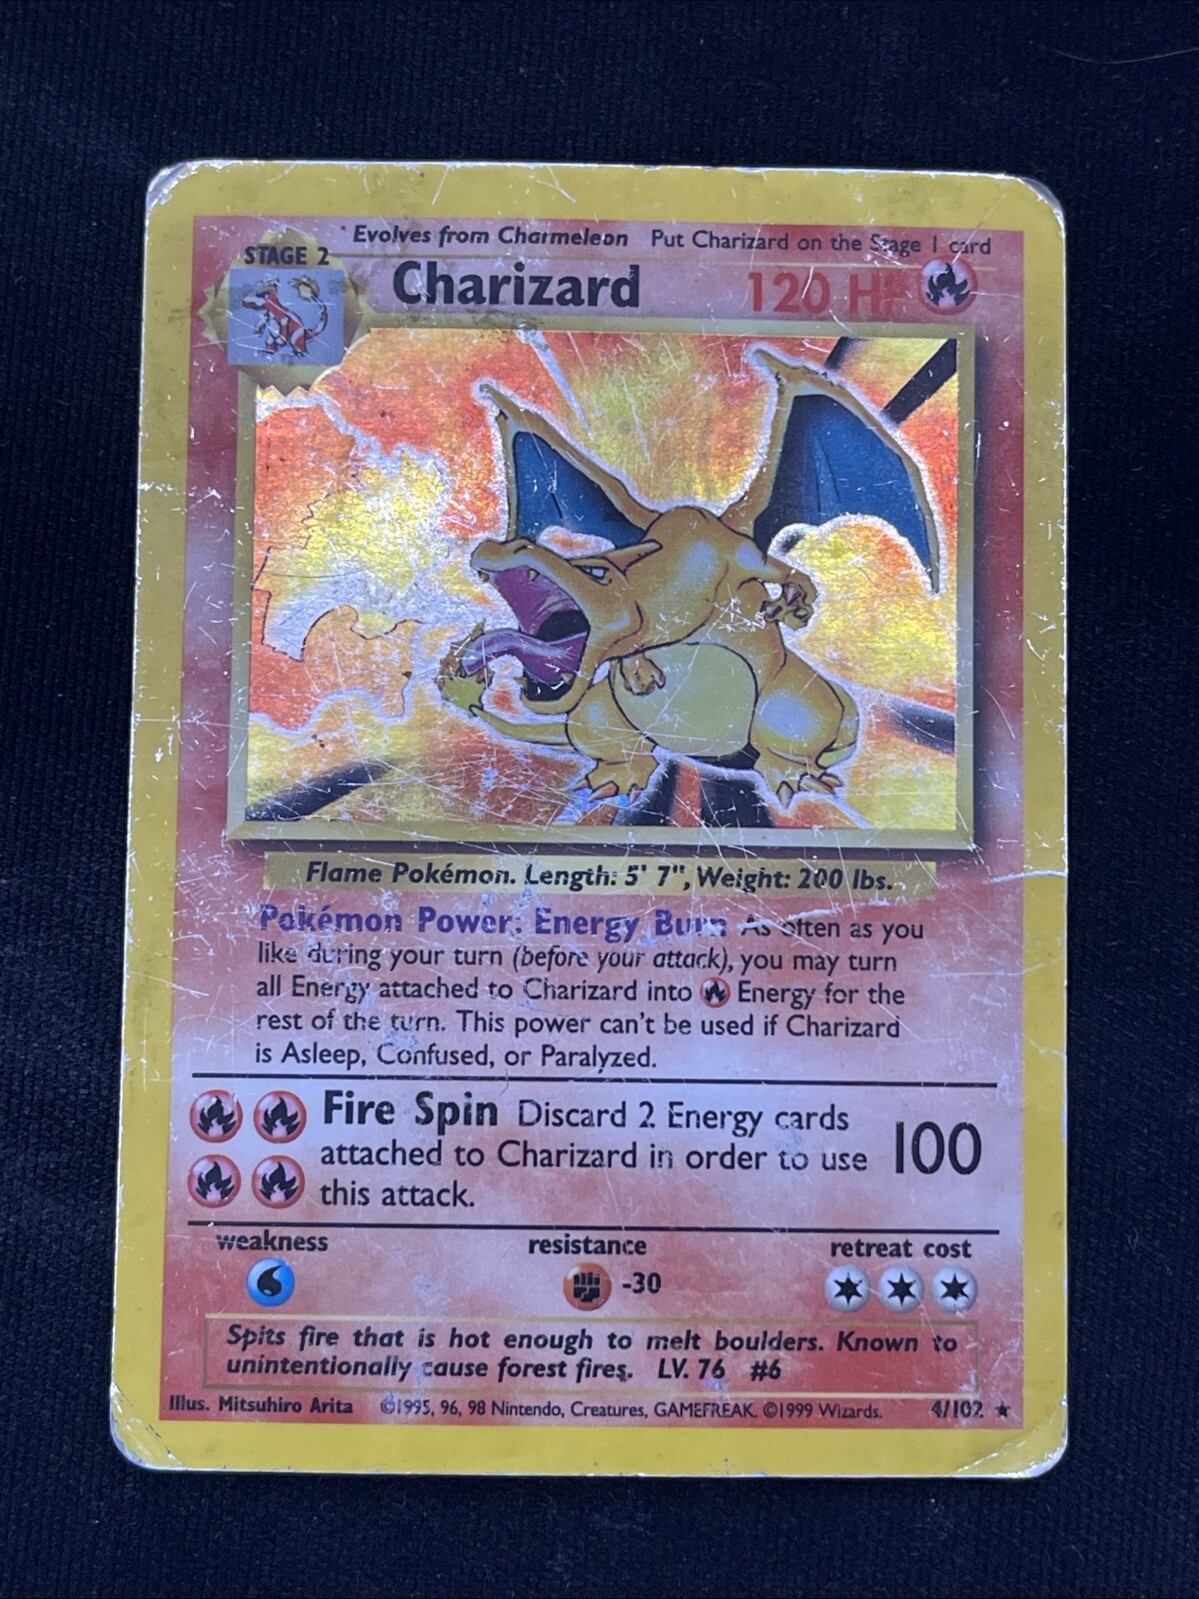 Evolves from Charmeleon Put Charizard on the Stage 1 card
STAGE 2
Charizard 120 HP
Flame Pokémon. Length: 5' 7", Weight: 200 lbs.
Pokémon Power: Energy Burn As often as you
like during your turn (before your attack), you may turn
all Energy attached to Charizard into Energy for the
rest of the turn. This power can't be used if Charizard
is Asleep, Confused, or Paralyzed.
Fire Spin Discard 2 Energy cards
attached to Charizard in order to use 100
this attack.
weakness resistance retreat cost
-30
Spits fire that is hot enough to melt boulders. Known to
unintentionally cause forest fires. LV. 76 #6
Illus. Mitsuhiro Arita ©1995, 96, 98 Nintendo, Creatures, GAMEFREAK. ©1999 Wizards. 4/102 ★